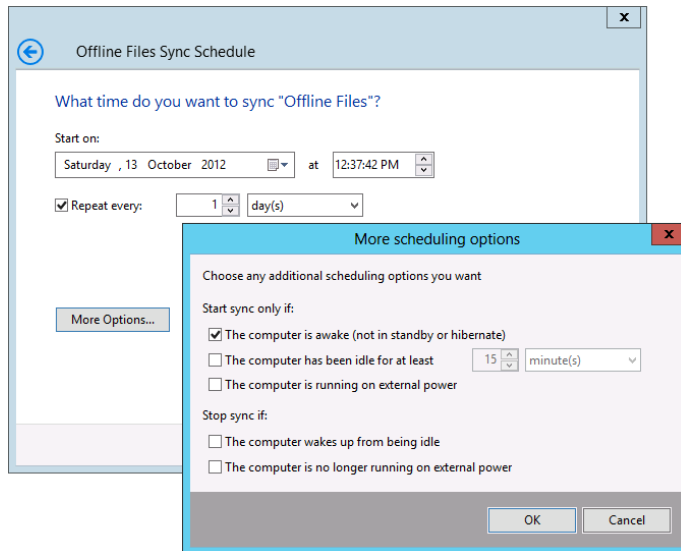 x
Offline Files Sync Schedule
What time do you want to sync "Offline Files"?
Start on:
Saturday , 13 October 2012 at 12:37:42 PM
Repeat every: 1 day(s)
More Options...
x
More scheduling options
Choose any additional scheduling options you want
Start sync only if:
The computer is awake (not in standby or hibernate)
The computer has been idle for at least 15 minute(s)
The computer is running on external power
Stop sync if:
The computer wakes up from being idle
The computer is no longer running on external power
OK Cancel